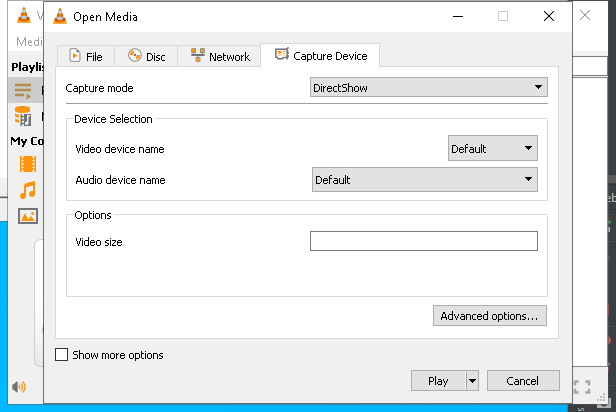 Open Media
Medi
File Disc Network Capture Device
Playlis
Capture mode DirectShow
Device Selection
Video device name Default
Audio device name Default
My Co
Options
Video size
Advanced options...
Show more options
Play Cancel